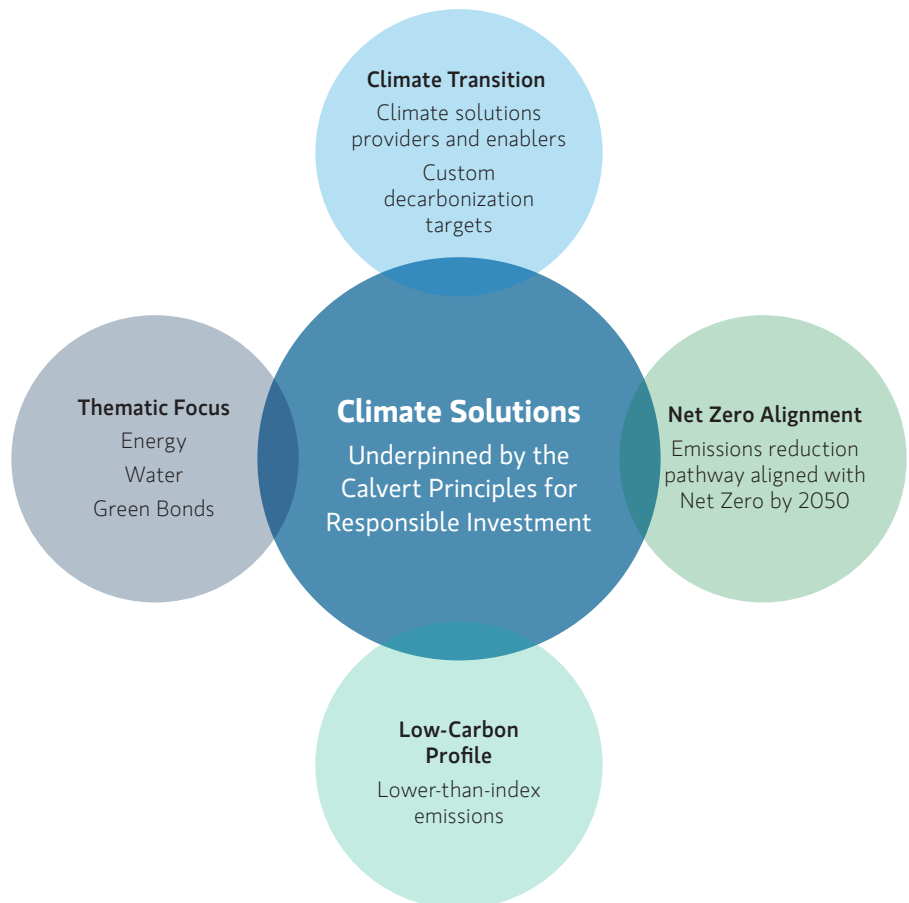 Climate Transition
Climate solutions
providers and enablers
Custom
decarbonization
targets
Thematic Focus
Energy
Water
Green Bonds
Climate Solutions
Underpinned by the
Calvert Principles for
Responsible Investment
Net Zero Alignment
Emissions reduction
pathway aligned with
Net Zero by 2050
Low-Carbon
Profile
Lower-than-index
emissions